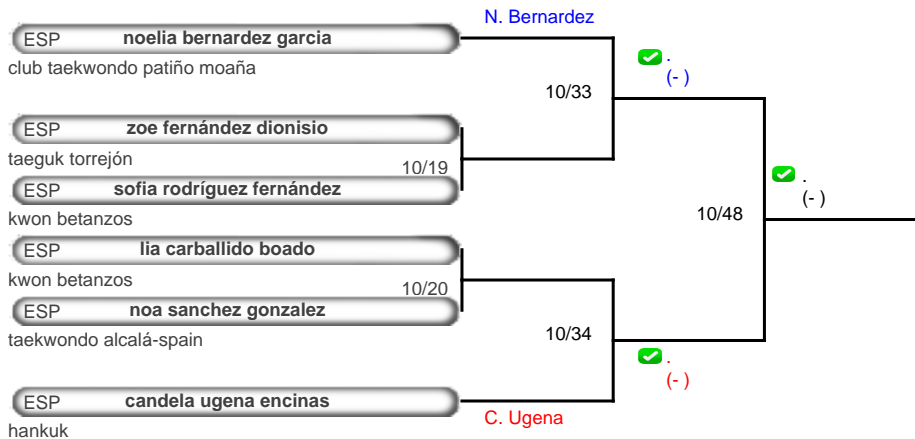 N. Bernardez
ESP noelia bernardez garcia
club taekwondo patiño moaña
.
(- )
10/33
ESP zoe fernández dionisio
taeguk torrejón
10/19
ESP sofia rodríguez fernández
kwon betanzos
.
(- )
10/48
ESP lia carballido boado
kwon betanzos
10/20
ESP noa sanchez gonzalez
taekwondo alcalá-spain
10/34
.
(- )
ESP candela ugena encinas
C. Ugena
hankuk